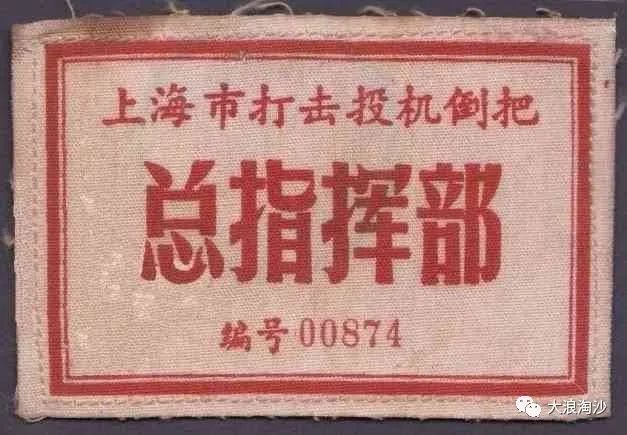 上海市打击投机倒把
总指挥部
编号00874
大浪淘沙